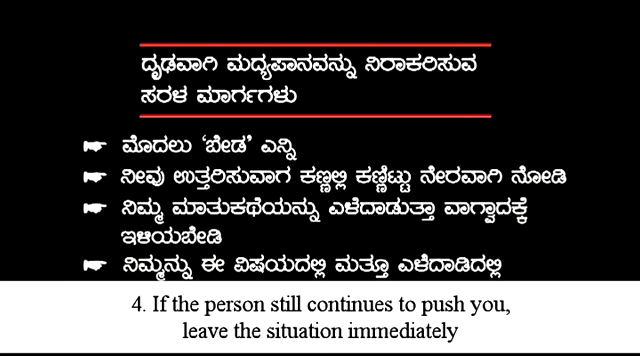 ದೃಢವಾಗಿ ಮದ್ಯಪಾನವನ್ನು ನಿರಾಕರಿಸುವ
ಸರಳ ಮಾರ್ಗಗಳು
☛ ಮೊದಲು ‘ಬೇಡ’ ಎನ್ನಿ
☛ ನೀವು ಉತ್ತರಿಸುವಾಗ ಕಣ್ಣಲ್ಲಿ ಕಣ್ಣಿಟ್ಟು ನೇರವಾಗಿ ನೋಡಿ
☛ ನಿಮ್ಮ ಮಾತುಕಥೆಯನ್ನು ಎಳೆದಾಡುತ್ತಾ ವಾಗ್ವಾದಕ್ಕೆ
ಇಳಿಯಬೇಡಿ
☛ ನಿಮ್ಮನ್ನು ಈ ವಿಷಯದಲ್ಲಿ ಮತ್ತೂ ಎಳೆದಾಡಿದಲ್ಲಿ
4. If the person still continues to push you,
leave the situation immediately